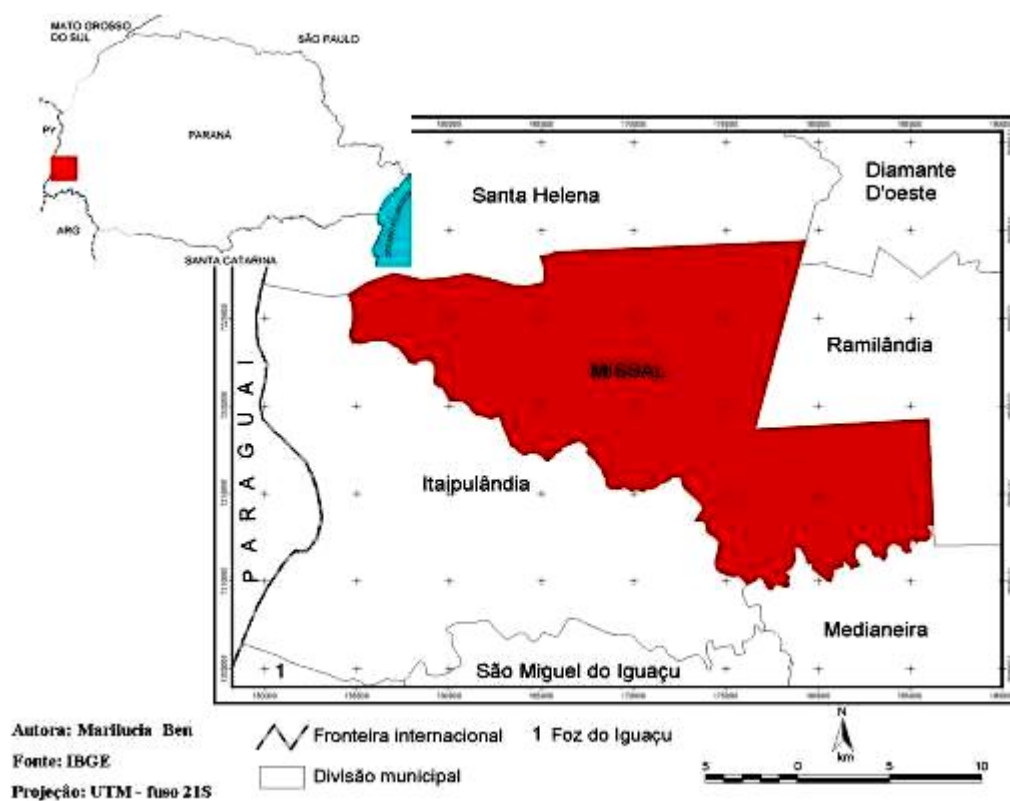 MATO GROSSO
DO SUL
SÃO PAULO
PY
PARANÁ
ARG
SANTA CATARINA
Santa Helena
Diamante
D'oeste
Ramilândia
MISSAL
PARAGUAI
Itaipulândia
Medianeira
São Miguel do Iguaçu
1
N
km
5 0 5 10
Fronteira internacional
1 Foz do Iguaçu
Divisão municipal
Autora: Marilucia Ben
Fonte: IBGE
Projeção: UTM - fuso 21S